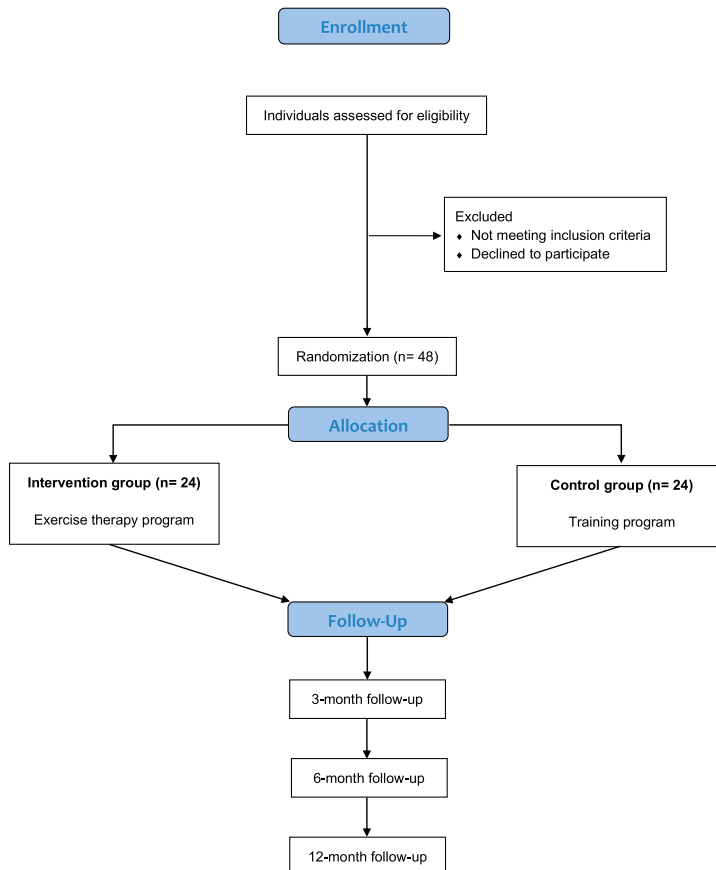 Enrollment
Individuals assessed for eligibility
Excluded
♦ Not meeting inclusion criteria
♦ Declined to participate
Randomization (n= 48)
Allocation
Intervention group (n= 24)
Exercise therapy program
Control group (n= 24)
Training program
Follow-Up
3-month follow-up
6-month follow-up
12-month follow-up